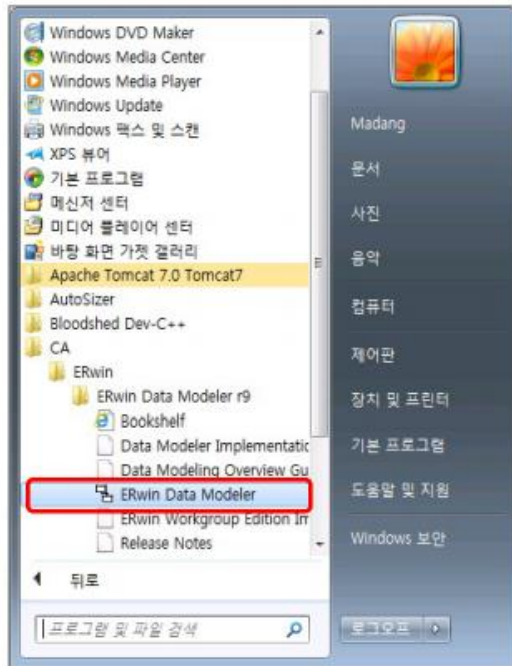 Windows DVD Maker
Windows Media Center
Windows Media Player
Windows Update
Windows 팩스 및 스캔
XPS 뷰어
기본 프로그램
메신저 센터
미디어 플레이어 센터
바탕 화면 가젯 갤러리
Apache Tomcat 7.0 Tomcat7
AutoSizer
Bloodshed Dev-C++
CA
ERwin
ERwin Data Modeler r9
Bookshelf
Data Modeler Implementatic
Data Modeling Overview Gu
ERwin Data Modeler
ERwin Workgroup Edition Im
Release Notes
뒤로
프로그램 및 파일 검색
Madang
문서
사진
음악
컴퓨터
제어판
장치 및 프린터
기본 프로그램
도움말 및 지원
Windows 보안
로그오프